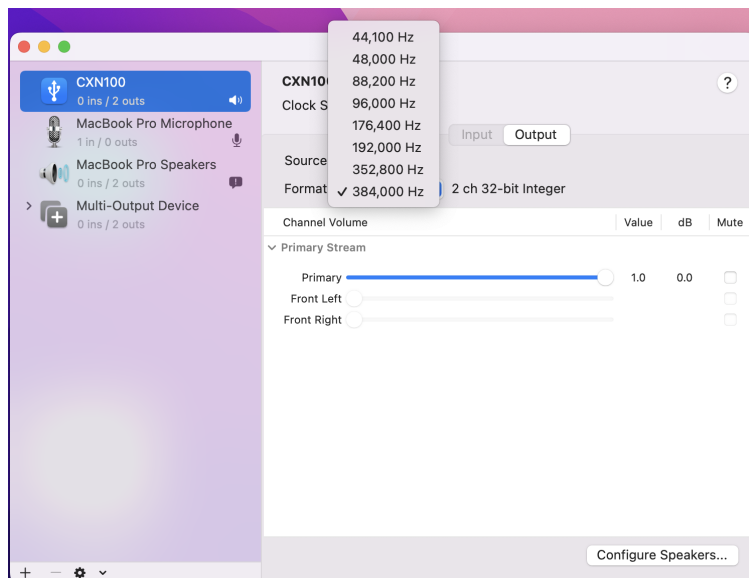 CXN100
0 ins / 2 outs
MacBook Pro Microphone
1 in / 0 outs
MacBook Pro Speakers
0 ins / 2 outs
Multi-Output Device
0 ins / 2 outs
44,100 Hz
48,000 Hz
88,200 Hz
96,000 Hz
176,400 Hz
192,000 Hz
352,800 Hz
✓ 384,000 Hz
?
Clock
Input Output
Source
Format 2 ch 32-bit Integer
Channel Volume Value dB Mute
Primary Stream
Primary 1.0 0.0
Front Left
Front Right
Configure Speakers...